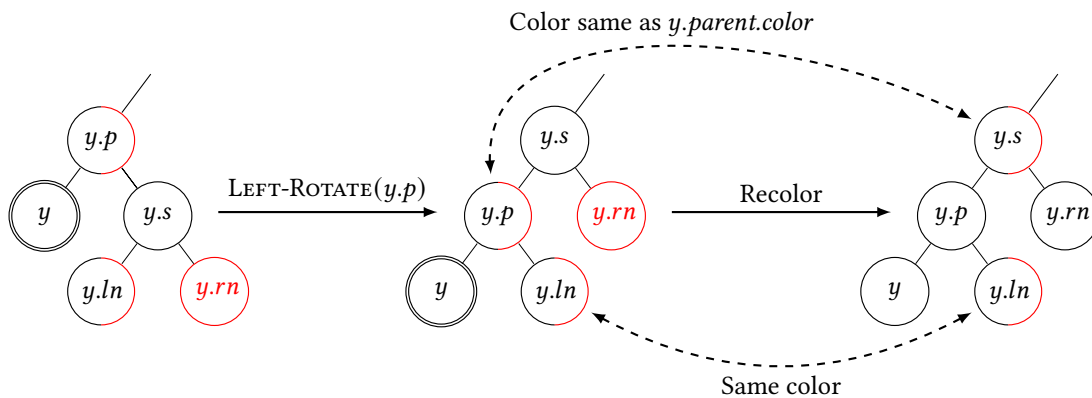 Color same as y.parent.color
y.p
y
y.s
y.ln
y.rn
LEFT-ROTATE(y.p)
y.s
y.p
y.rn
y
y.ln
Recolor
y.s
y.p
y.rn
y
y.ln
Same color